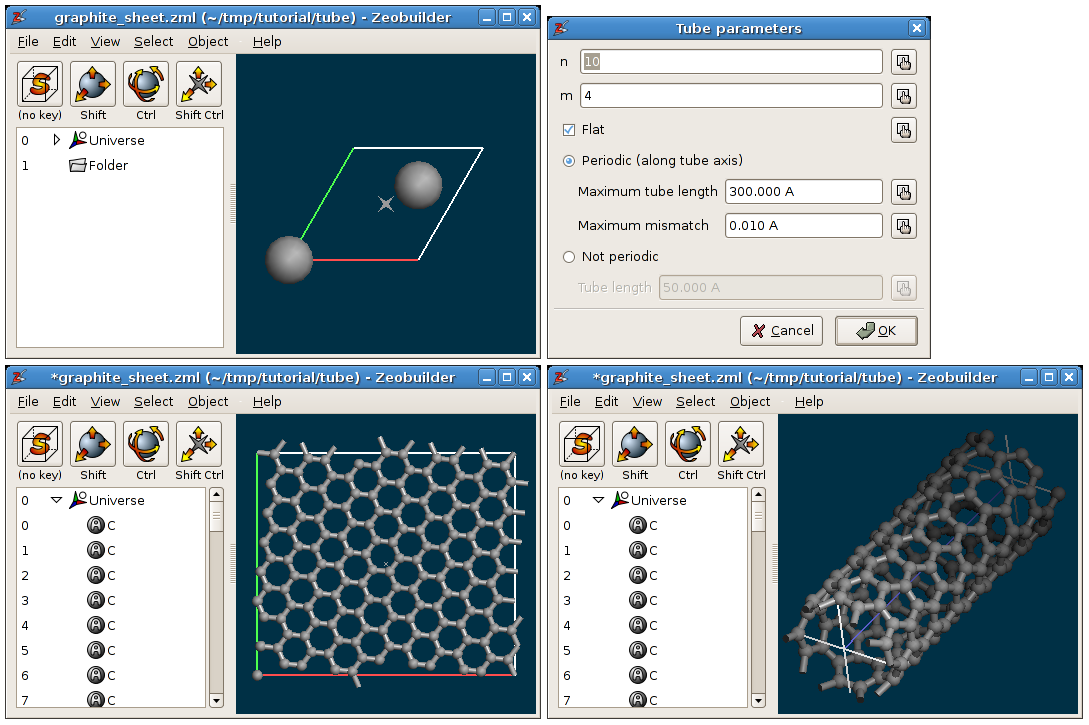 graphite_sheet.zml (~/tmp/tutorial/tube) - Zeobuilder
File Edit View Select Object Help
(no key) Shift Ctrl Shift Ctrl
0 Universe
1 Folder
Tube parameters
n 10
m 4
Flat
Periodic (along tube axis)
Maximum tube length 300.000 A
Maximum mismatch 0.010 A
Not periodic
Tube length 50.000 A
Cancel OK
*graphite_sheet.zml (~/tmp/tutorial/tube) - Zeobuilder
File Edit View Select Object Help
(no key) Shift Ctrl Shift Ctrl
0 Universe
0 C
1 C
2 C
3 C
4 C
5 C
6 C
7 C
*graphite_sheet.zml (~/tmp/tutorial/tube) - Zeobuilder
File Edit View Select Object Help
(no key) Shift Ctrl Shift Ctrl
0 Universe
0 C
1 C
2 C
3 C
4 C
5 C
6 C
7 C